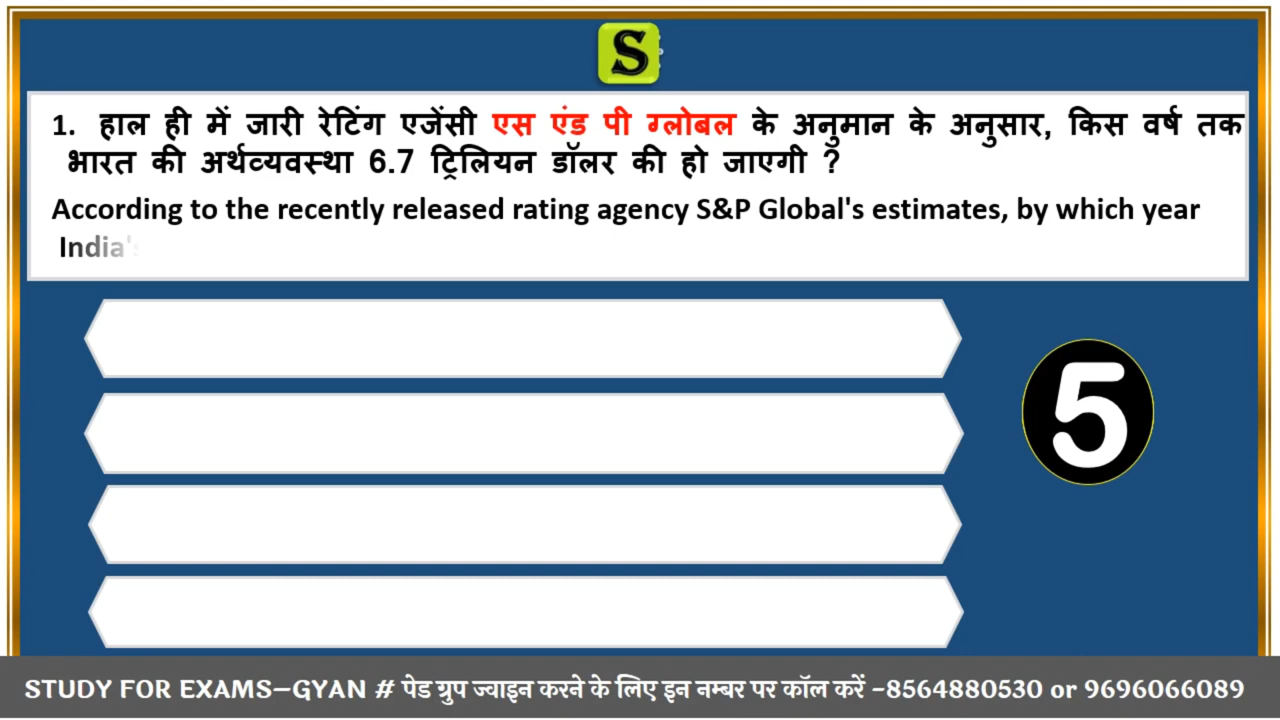 S
1. हाल ही में जारी रेटिंग एजेंसी एस एंड पी ग्लोबल के अनुमान के अनुसार, किस वर्ष तक
भारत की अर्थव्यवस्था 6.7 ट्रिलियन डॉलर की हो जाएगी ?
According to the recently released rating agency S&P Global's estimates, by which year
India's
5
STUDY FOR EXAMS–GYAN # पेड ग्रुप ज्वाइन करने के लिए इन नम्बर पर कॉल करें –8564880530 or 9696066089